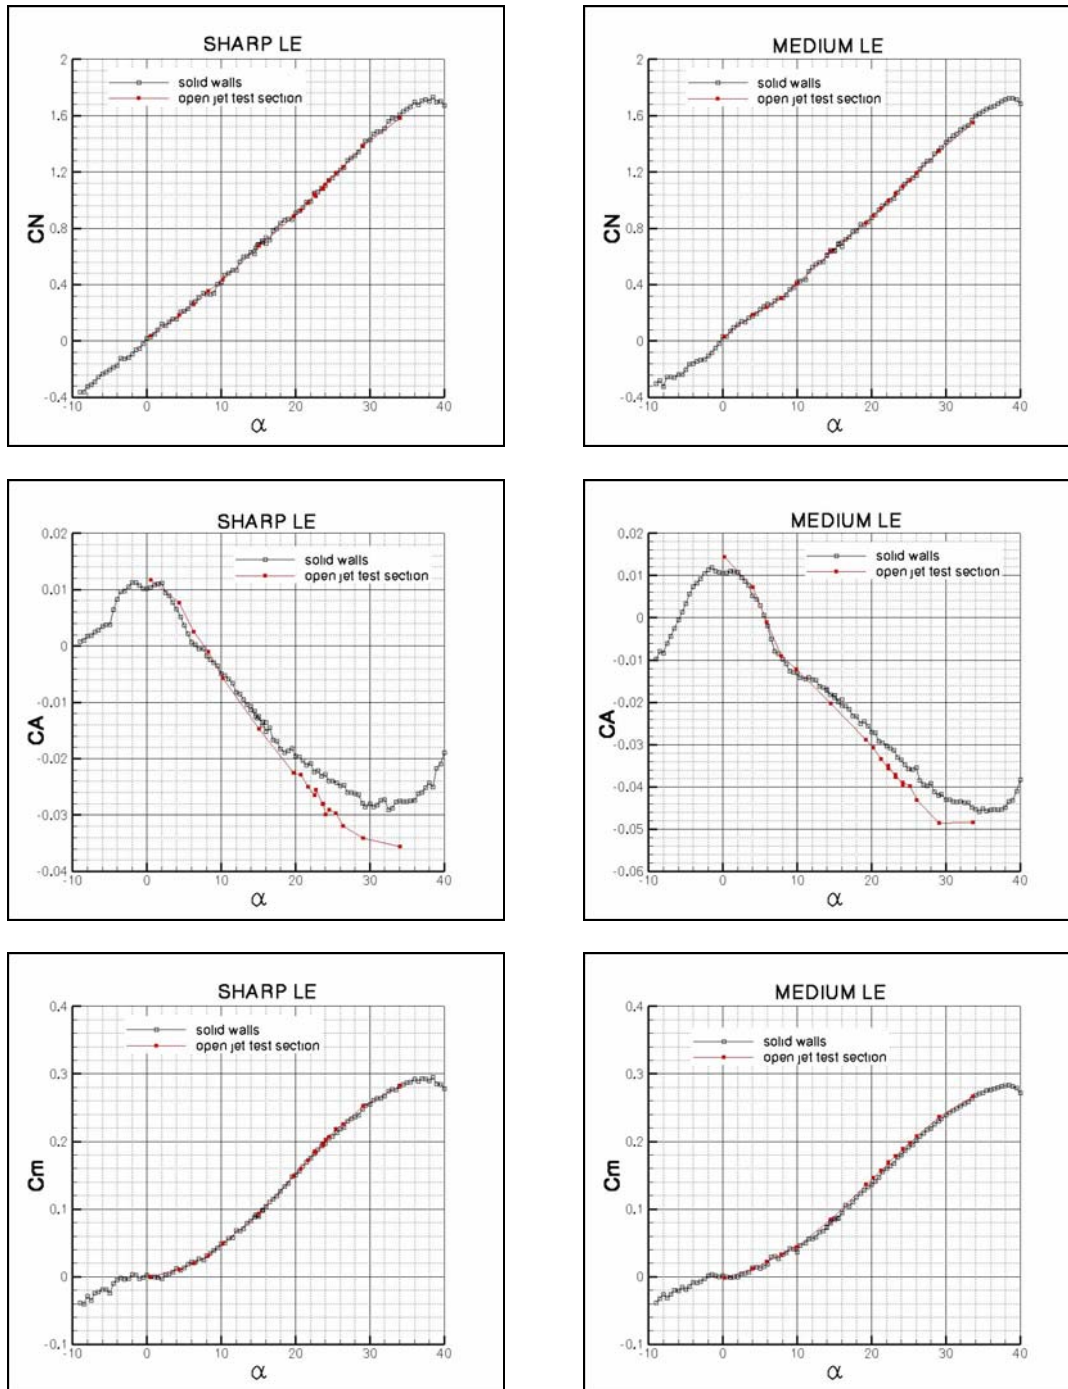 SHARP LE
2
solid walls
open jet test section
1.6
1.2
CN
0.8
0.4
0
-0.4
-10 0 10 20 30 40
α
MEDIUM LE
2
solid walls
open jet test section
1.6
1.2
CN
0.8
0.4
0
-0.4
-10 0 10 20 30 40
α
SHARP LE
0.02
solid walls
open jet test section
0.01
0
-0.01
CA
-0.02
-0.03
-0.04
-10 0 10 20 30 40
α
MEDIUM LE
0.02
solid walls
open jet test section
0.01
0
-0.01
-0.02
CA
-0.03
-0.04
-0.05
-0.06
-10 0 10 20 30 40
α
SHARP LE
0.4
solid walls
open jet test section
0.3
0.2
Cm
0.1
0
-0.1
-10 0 10 20 30 40
α
MEDIUM LE
0.4
solid walls
open jet test section
0.3
0.2
Cm
0.1
0
-0.1
-10 0 10 20 30 40
α